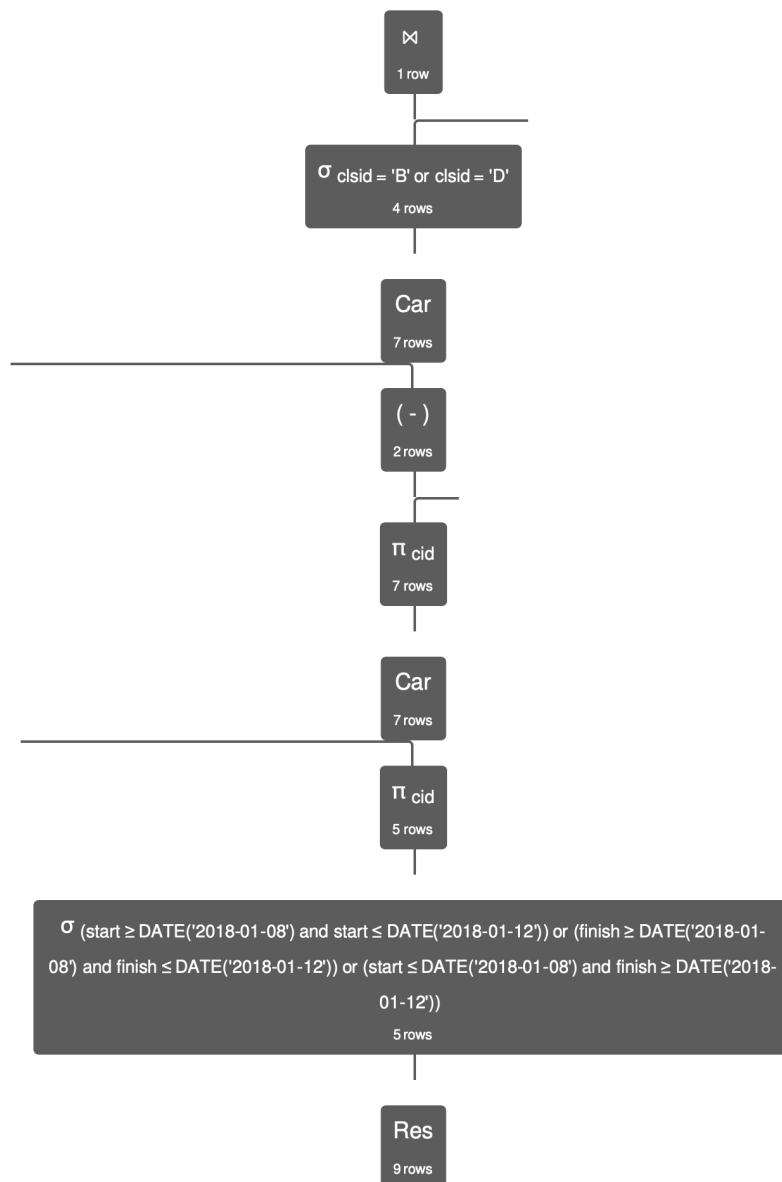 ⋈
1 row
σ clsid = 'B' or clsid = 'D'
4 rows
Car
7 rows
( - )
2 rows
π cid
7 rows
Car
7 rows
π cid
5 rows
σ (start ≥ DATE('2018-01-08') and start ≤ DATE('2018-01-12')) or (finish ≥ DATE('2018-01-
08') and finish ≤ DATE('2018-01-12')) or (start ≤ DATE('2018-01-08') and finish ≥ DATE('2018-
01-12'))
5 rows
Res
9 rows